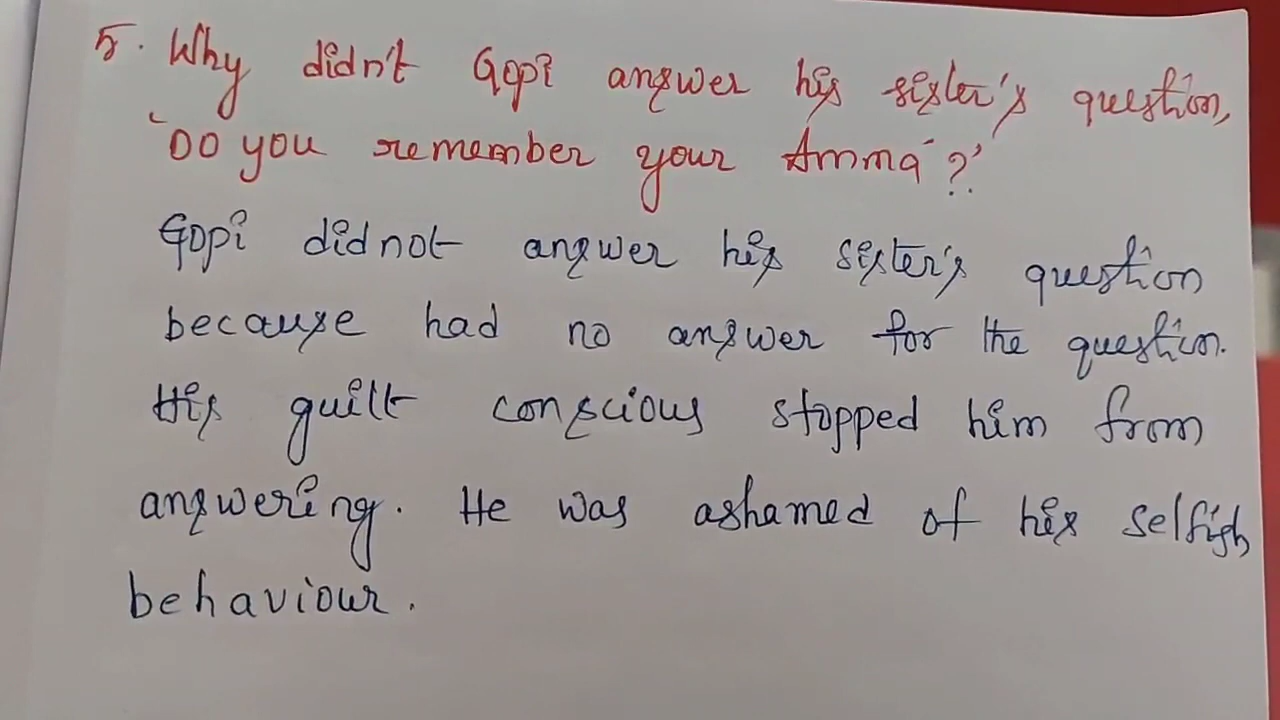 5. Why didn't Gopi answer his sister's question,
'Do you remember your Amma'?'
Gopi did not answer his sister's question
because had no answer for the question.
His guilt conscious stopped him from
answering. He was ashamed of his selfish
behaviour.